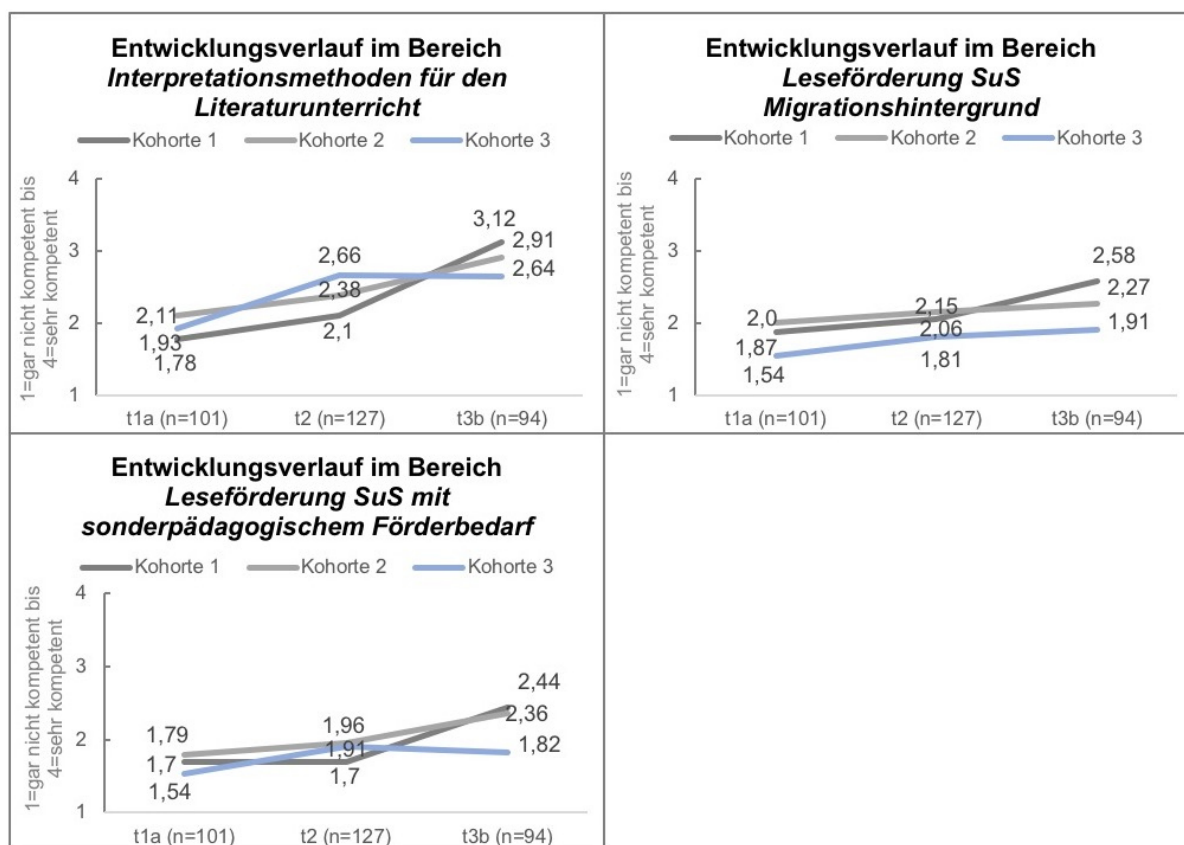 Entwicklungsverlauf im Bereich
Interpretationsmethoden für den
Literaturunterricht
Kohorte 1 Kohorte 2 Kohorte 3
1=gar nicht kompetent bis
4=sehr kompetent
4
3
2
1
3,12
2,91
2,66
2,64
2,38
2,11
2,1
1,93
1,78
t1a (n=101) t2 (n=127) t3b (n=94)
Entwicklungsverlauf im Bereich
Leseförderung SuS
Migrationshintergrund
Kohorte 1 Kohorte 2 Kohorte 3
1=gar nicht kompetent bis
4=sehr kompetent
4
3
2
1
2,58
2,27
2,15
2,0
2,06
1,91
1,87
1,81
1,54
t1a (n=101) t2 (n=127) t3b (n=94)
Entwicklungsverlauf im Bereich
Leseförderung SuS mit
sonderpädagogischem Förderbedarf
Kohorte 1 Kohorte 2 Kohorte 3
1=gar nicht kompetent bis
4=sehr kompetent
4
3
2
1
2,44
2,36
1,96
1,79
1,91
1,82
1,7
1,7
1,54
t1a (n=101) t2 (n=127) t3b (n=94)